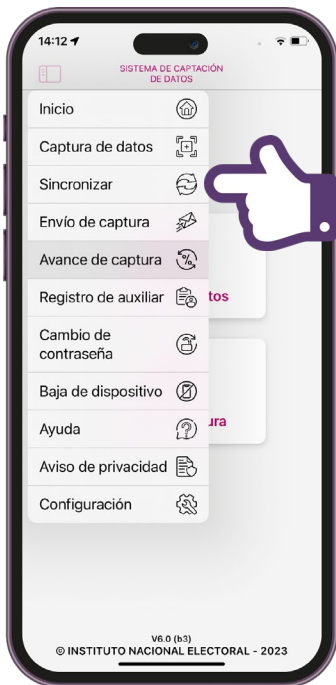 14:12
SISTEMA DE CAPTACIÓN
DE DATOS
Inicio
Captura de datos
Sincronizar
Envío de captura
Avance de captura
%
Registro de auxiliar
tos
Cambio de
contraseña
Baja de dispositivo
Ayuda
ura
Aviso de privacidad
Configuración
V6.0 (b3)
© INSTITUTO NACIONAL ELECTORAL - 2023